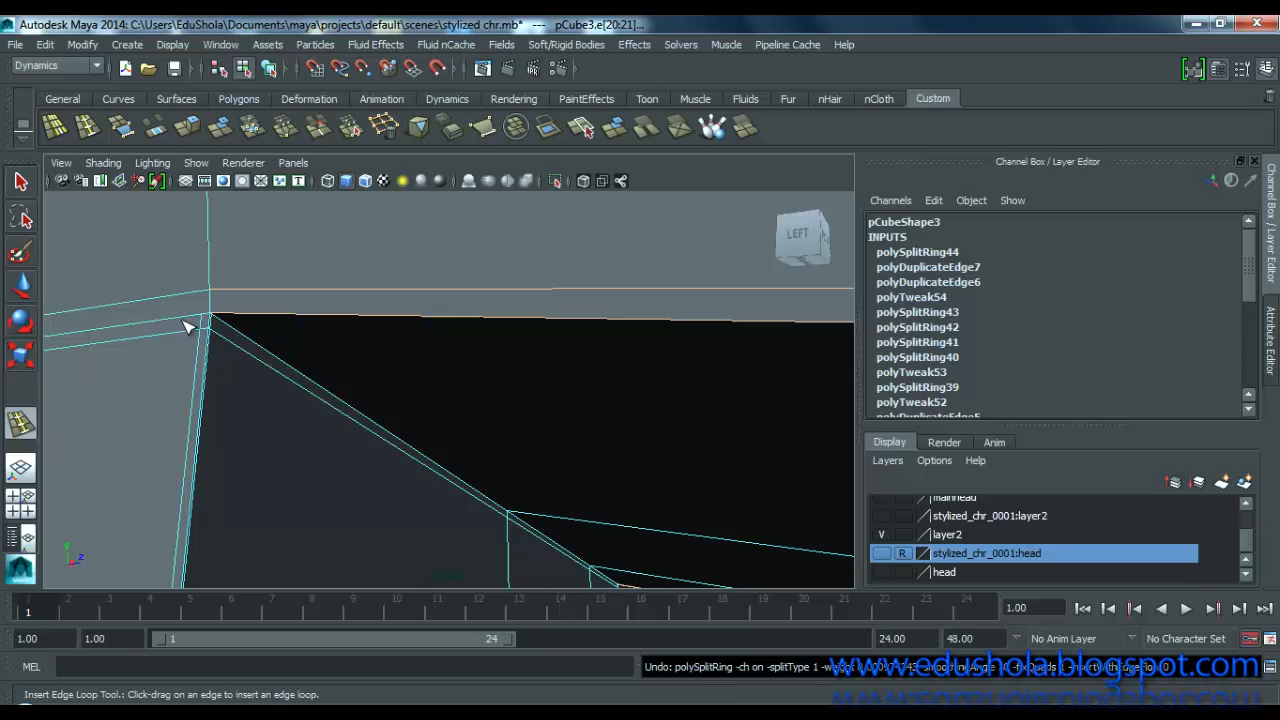 Autodesk Maya 2014: C:\Users\EduShola\Documents\maya\projects\default\scenes\stylized chr.mb* --- pCube3.e[20:21]...
File Edit Modify Create Display Window Assets Particles Fluid Effects Fluid nCache Fields Soft/Rigid Bodies Effects Solvers Muscle Pipeline Cache Help
Dynamics
General Curves Surfaces Polygons Deformation Animation Dynamics Rendering PaintEffects Toon Muscle Fluids Fur nHair nCloth Custom
View Shading Lighting Show Renderer Panels
Channel Box / Layer Editor
Channels Edit Object Show
pCubeShape3
INPUTS
polySplitRing44
polyDuplicateEdge7
polyDuplicateEdge6
polyTweak54
polySplitRing43
polySplitRing42
polySplitRing41
polySplitRing40
polyTweak53
polySplitRing39
polyTweak52
polyDuplicateEdge5
Channel Box / Layer Editor
Attribute Editor
LEFT
y
z
Display Render Anim
Layers Options Help
mainhead
stylized_chr_0001:layer2
V layer2
R stylized_chr_0001:head
head
1 2 3 4 5 6 7 8 9 10 11 12 13 14 15 16 17 18 19 20 21 22 23 24
1
1.00
1.00 1.00 1 24 24.00 48.00 No Anim Layer No Character Set
MEL
www.edushola.blogspot.com
Insert Edge Loop Tool.: Click-drag on an edge to insert an edge loop.